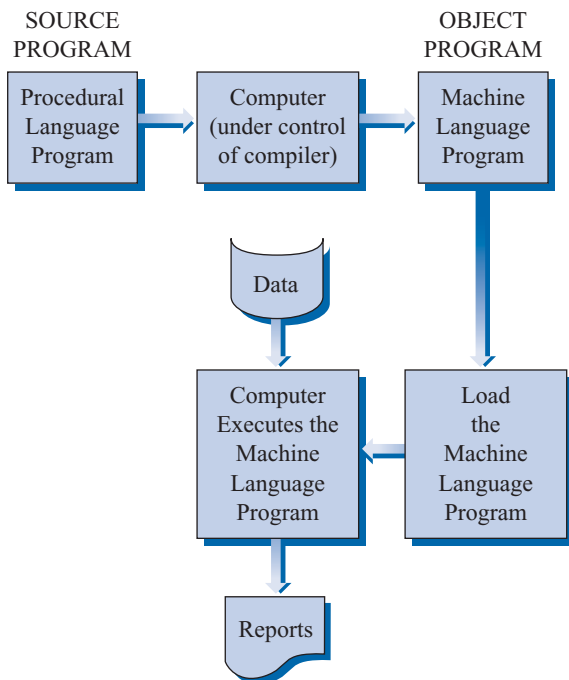 SOURCE
PROGRAM
OBJECT
PROGRAM
Procedural
Language
Program
Computer
(under control
of compiler)
Machine
Language
Program
Data
Computer
Executes the
Machine
Language
Program
Load
the
Machine
Language
Program
Reports